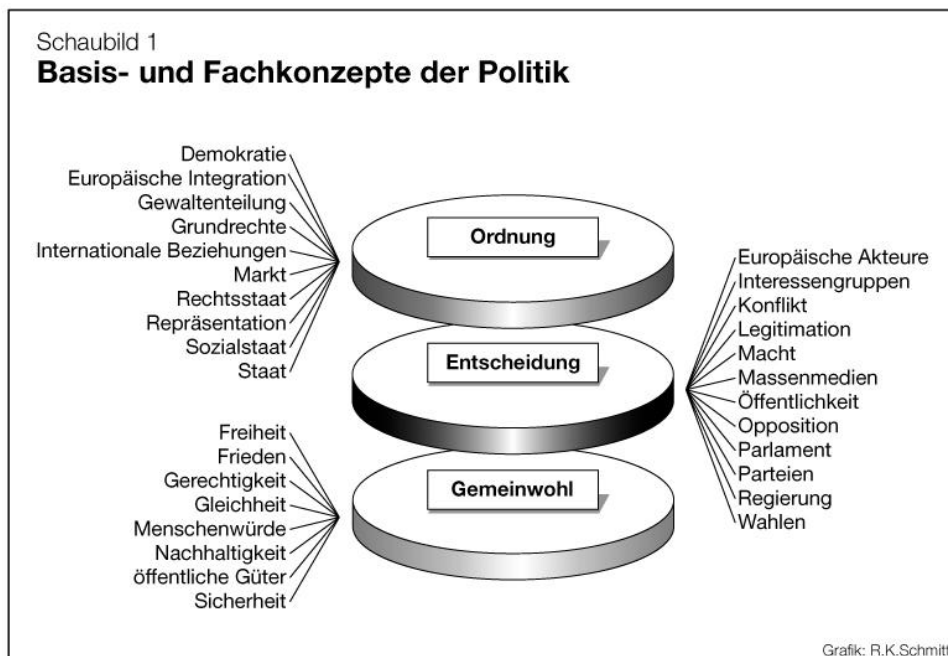 Schaubild 1
Basis- und Fachkonzepte der Politik
Demokratie
Europäische Integration
Gewaltenteilung
Grundrechte
Internationale Beziehungen
Markt
Rechtsstaat
Repräsentation
Sozialstaat
Staat
Ordnung
Entscheidung
Europäische Akteure
Interessengruppen
Konflikt
Legitimation
Macht
Massenmedien
Öffentlichkeit
Opposition
Parlament
Parteien
Regierung
Wahlen
Freiheit
Frieden
Gerechtigkeit
Gleichheit
Menschenwürde
Nachhaltigkeit
öffentliche Güter
Sicherheit
Gemeinwohl
Grafik: R.K.Schmitt